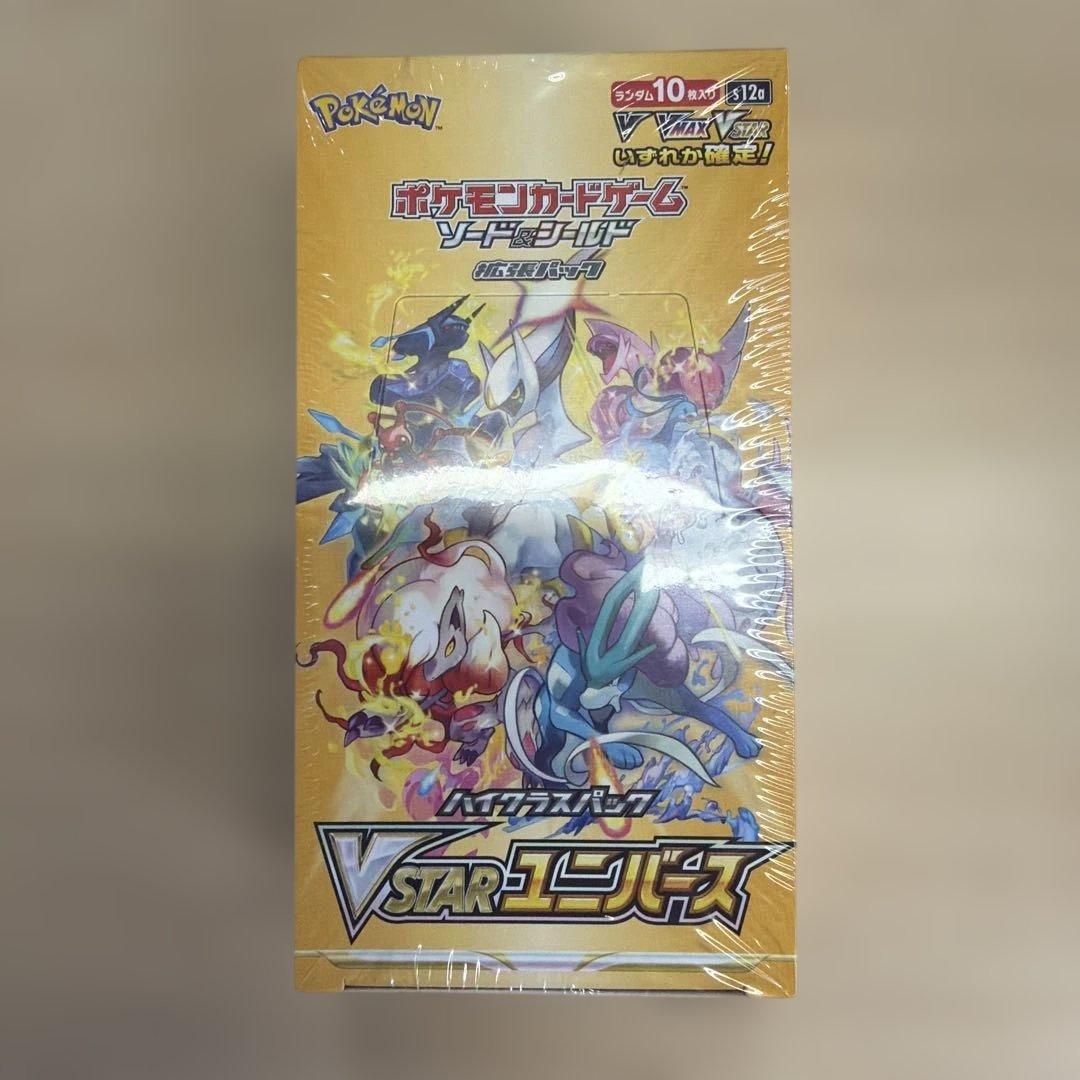 POKéMON™
ランダム10枚入り s12a
V VMAX VSTAR
いずれか確定!
ポケモンカードゲーム™
ソード&シールド
拡張パック
ハイクラスパック
VSTARユニバース